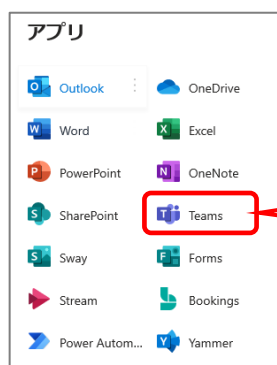 アプリ
Outlook OneDrive
Word Excel
PowerPoint OneNote
SharePoint Teams
Sway Forms
Stream Bookings
Power Autom... Yammer